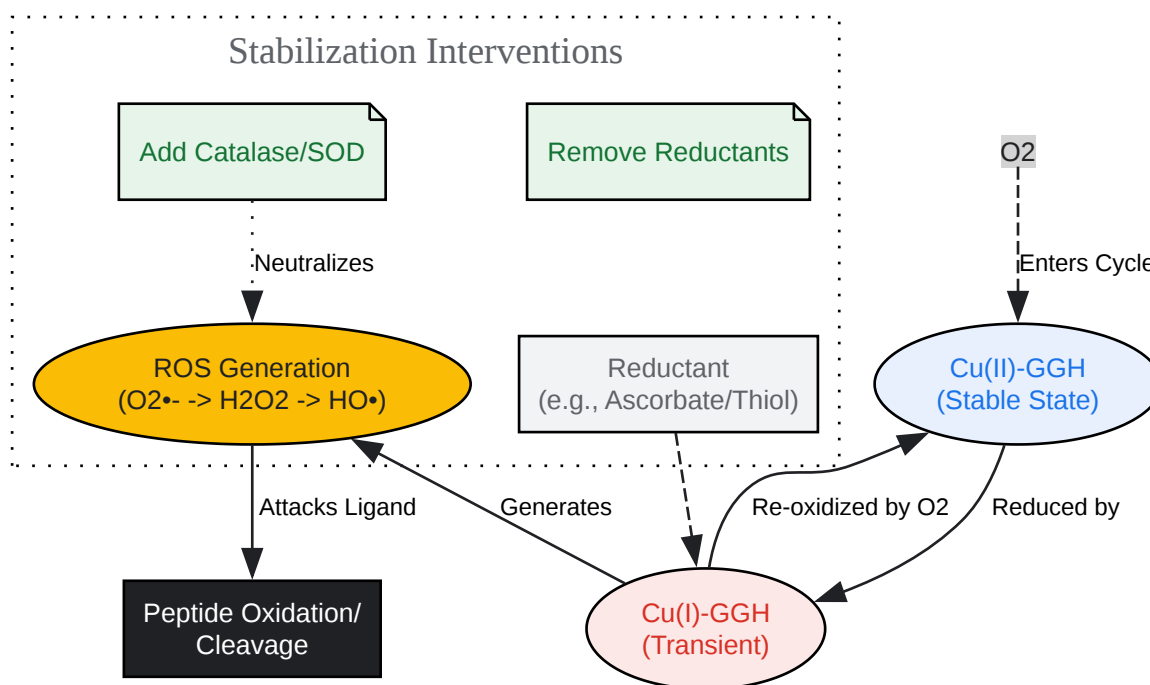 Stabilization Interventions
Add Catalase/SOD
Remove Reductants
O2
Neutralizes
Enters Cycle
ROS Generation
(O2•- -> H2O2 -> HO•)
Reductant
(e.g., Ascorbate/Thiol)
Cu(II)-GGH
(Stable State)
Attacks Ligand
Generates
Re-oxidized by O2
Reduced by
Peptide Oxidation/
Cleavage
Cu(I)-GGH
(Transient)